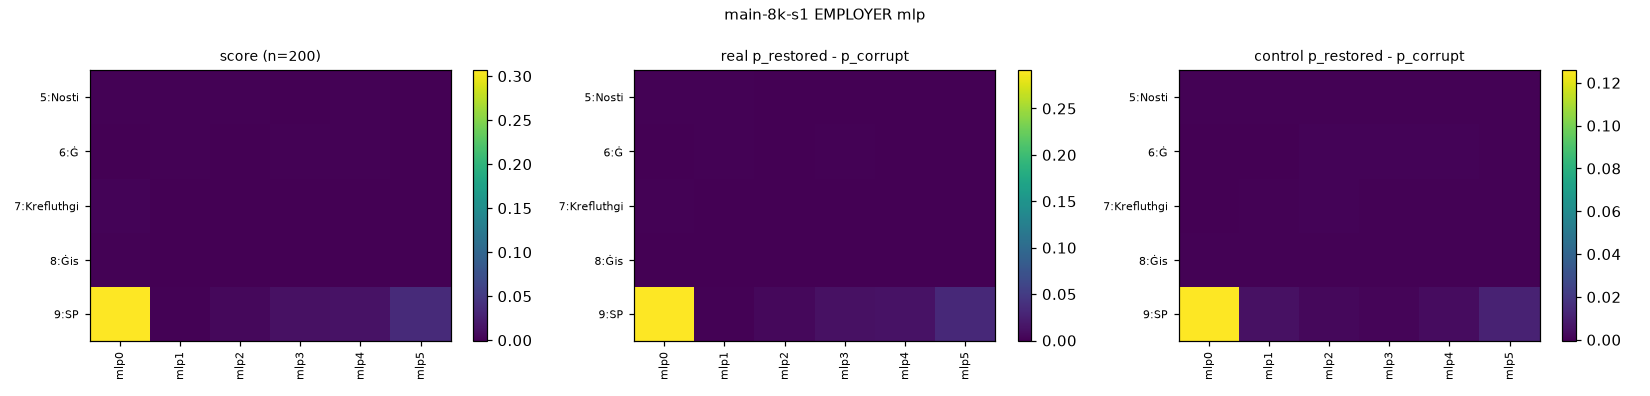 main-8k-s1 EMPLOYER mlp
score (n=200)
5:Nosti
6:Ġ
7:Krefluthgi
8:Ġis
9:SP
mlp0 mlp1 mlp2 mlp3 mlp4 mlp5
0.30
0.25
0.20
0.15
0.10
0.05
0.00
real p_restored - p_corrupt
5:Nosti
6:Ġ
7:Krefluthgi
8:Ġis
9:SP
mlp0 mlp1 mlp2 mlp3 mlp4 mlp5
0.25
0.20
0.15
0.10
0.05
0.00
control p_restored - p_corrupt
5:Nosti
6:Ġ
7:Krefluthgi
8:Ġis
9:SP
mlp0 mlp1 mlp2 mlp3 mlp4 mlp5
0.12
0.10
0.08
0.06
0.04
0.02
0.00